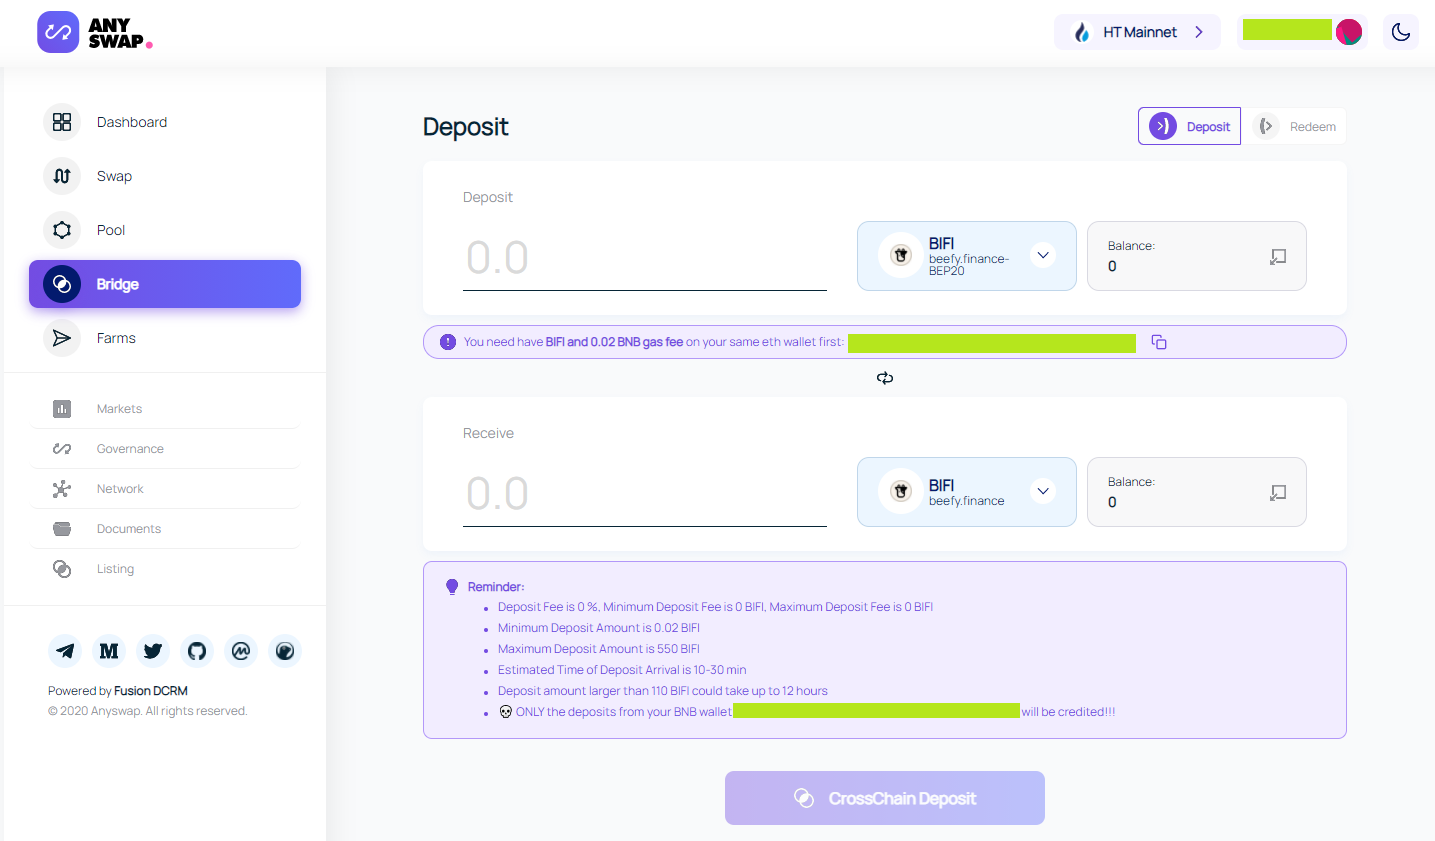 ANY
SWAP
HT Mainnet
Dashboard
Swap
Pool
Bridge
Farms
Markets
Governance
Network
Documents
Listing
Powered by Fusion DCRM
© 2020 Anyswap. All rights reserved.
Deposit
Deposit
Redeem
Deposit
0.0
BIFI
beefy.finance-
BEP20
Balance:
0
You need have BIFI and 0.02 BNB gas fee on your same eth wallet first:
Receive
0.0
BIFI
beefy.finance
Balance:
0
Reminder:
Deposit Fee is 0 %, Minimum Deposit Fee is 0 BIFI, Maximum Deposit Fee is 0 BIFI
Minimum Deposit Amount is 0.02 BIFI
Maximum Deposit Amount is 550 BIFI
Estimated Time of Deposit Arrival is 10-30 min
Deposit amount larger than 110 BIFI could take up to 12 hours
ONLY the deposits from your BNB wallet will be credited!!!
CrossChain Deposit